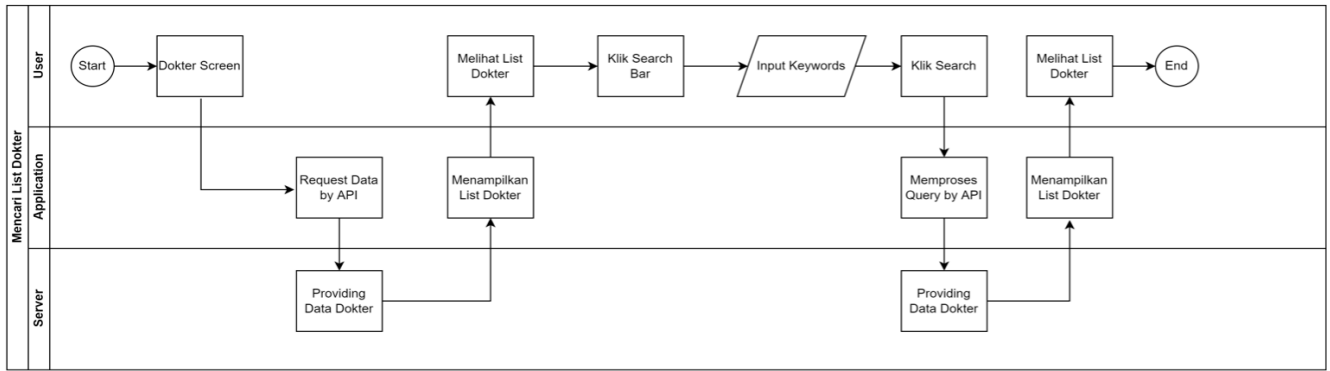 Mencari List Dokter
User
Start
Dokter Screen
Melihat List
Dokter
Klik Search
Bar
Input Keywords
Klik Search
Melihat List
Dokter
End
Application
Request Data
by API
Menampilkan
List Dokter
Memproses
Query by API
Menampilkan
List Dokter
Server
Providing
Data Dokter
Providing
Data Dokter